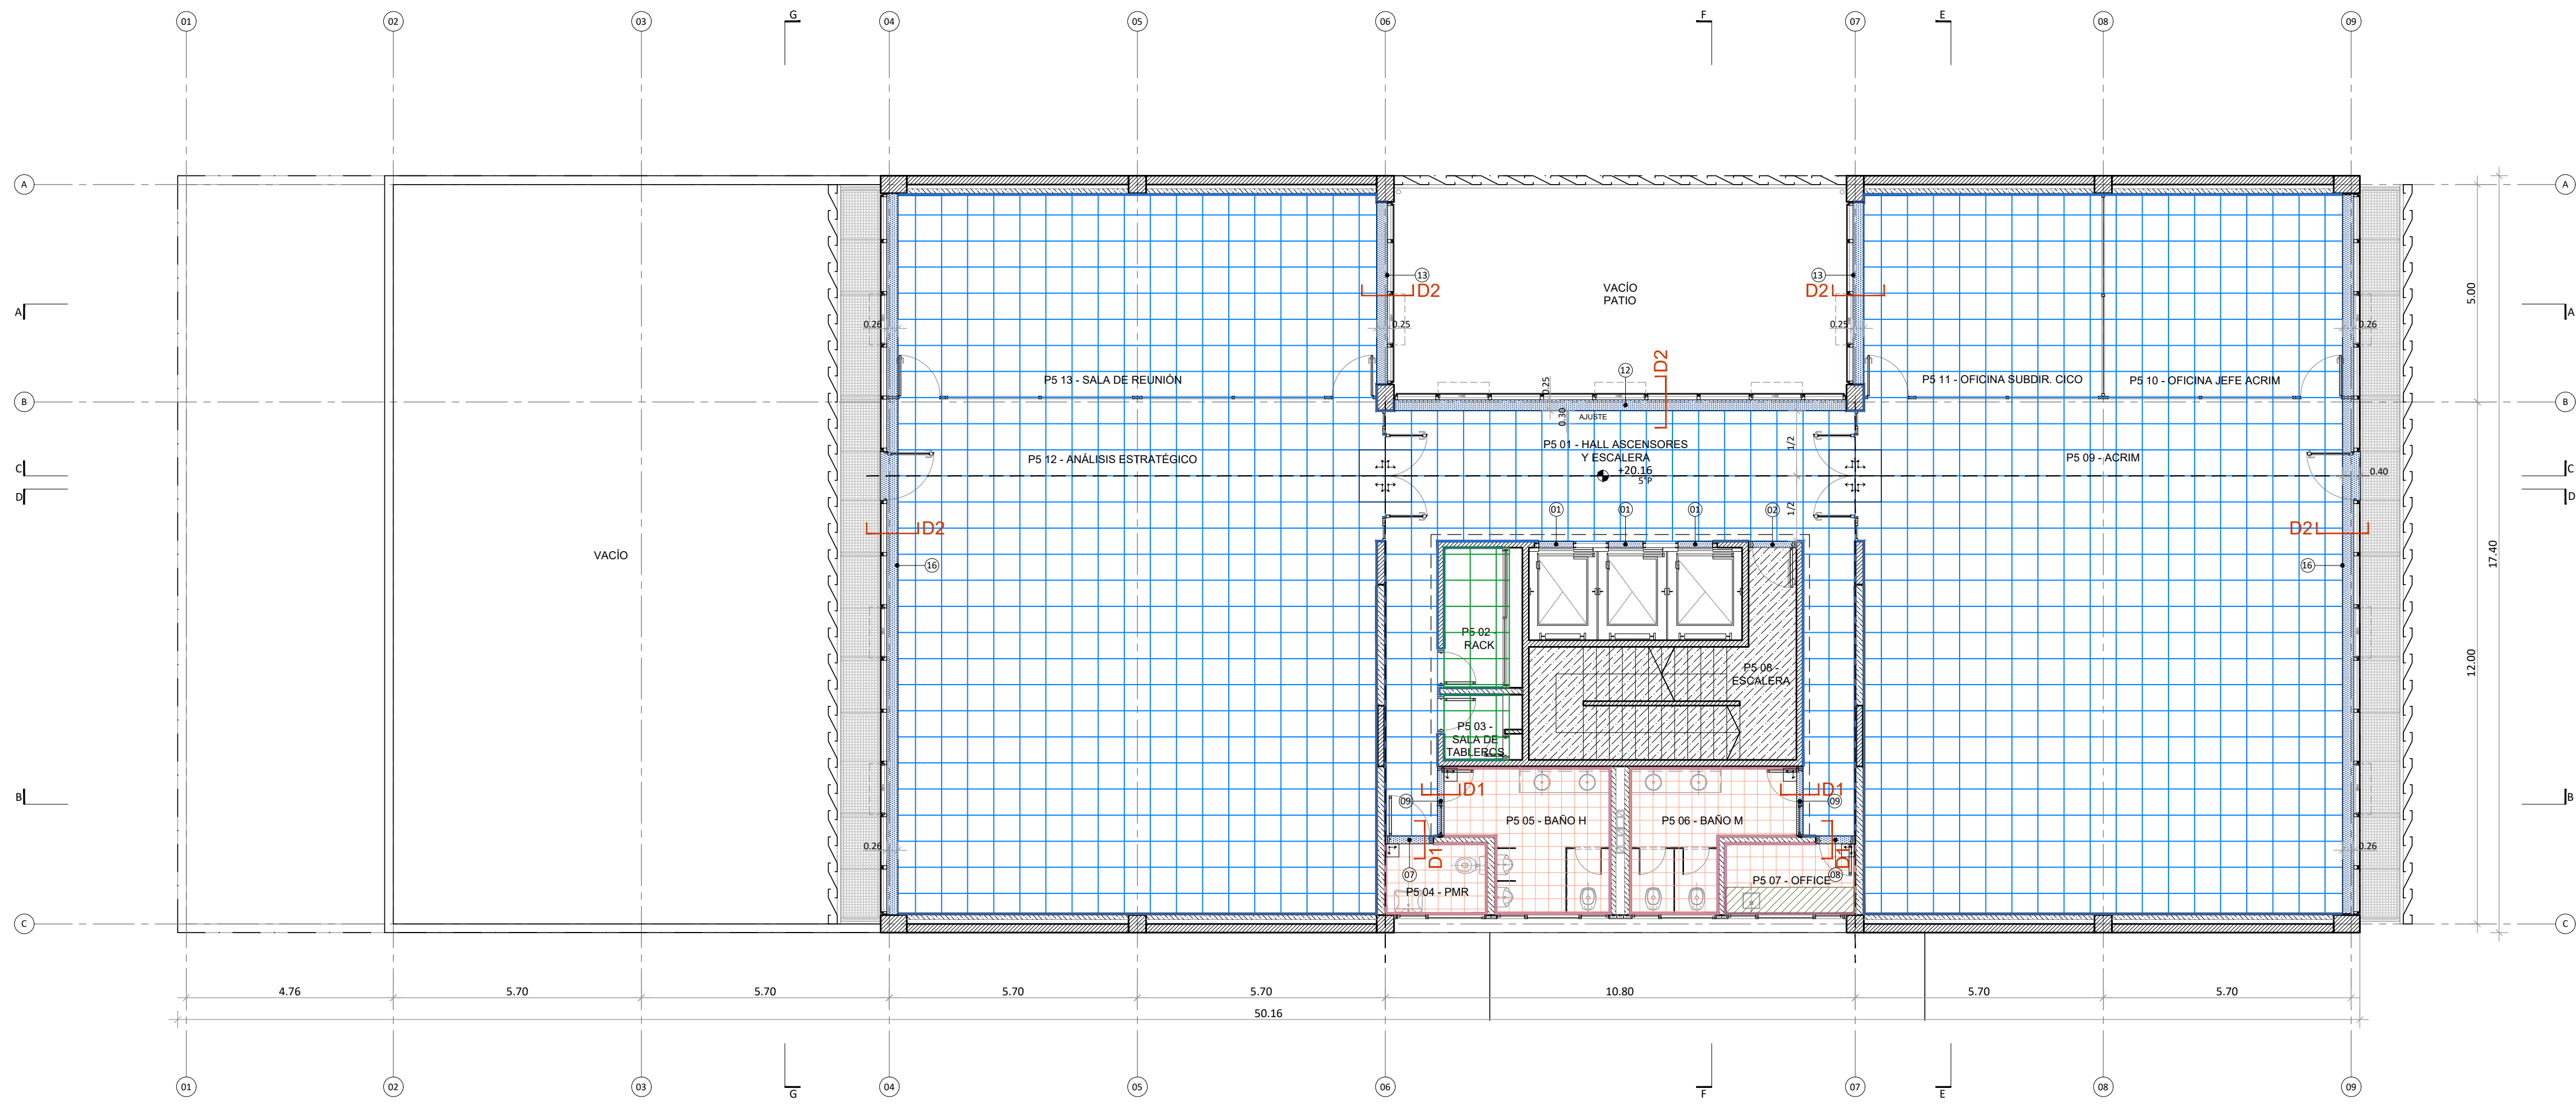 01
02
03
G
04
05
06
F
07
E
08
09
A
A
5.00
13
D2
VACÍO
PATIO
13
D2
A
A
0.26
0.25
0.25
0.26
17.40
P5 13 - SALA DE REUNIÓN
12
D2
0.25
P5 11 - OFICINA SUBDIR. CICO
P5 10 - OFICINA JEFE ACRIM
B
B
0.30
AJUSTE
1/2
P5 12 - ANÁLISIS ESTRATÉGICO
P5 01 - HALL ASCENSORES
Y ESCALERA
+20.16
5°P
P5 09 - ACRIM
C
0.40
C
D
D
1/2
01
01
01
02
D2
D2
VACÍO
16
16
P5 02 -
RACK
P5 08 -
ESCALERA
12.00
P5 03 -
SALA DE
TABLEROS
D1
D1
B
B
09
09
P5 05 - BAÑO H
P5 06 - BAÑO M
0.26
D1
D1
0.26
07
08
P5 04 - PMR
P5 07 - OFFICE
C
C
4.76
5.70
5.70
5.70
5.70
10.80
5.70
5.70
50.16
01
02
03
G
04
05
06
F
07
E
08
09